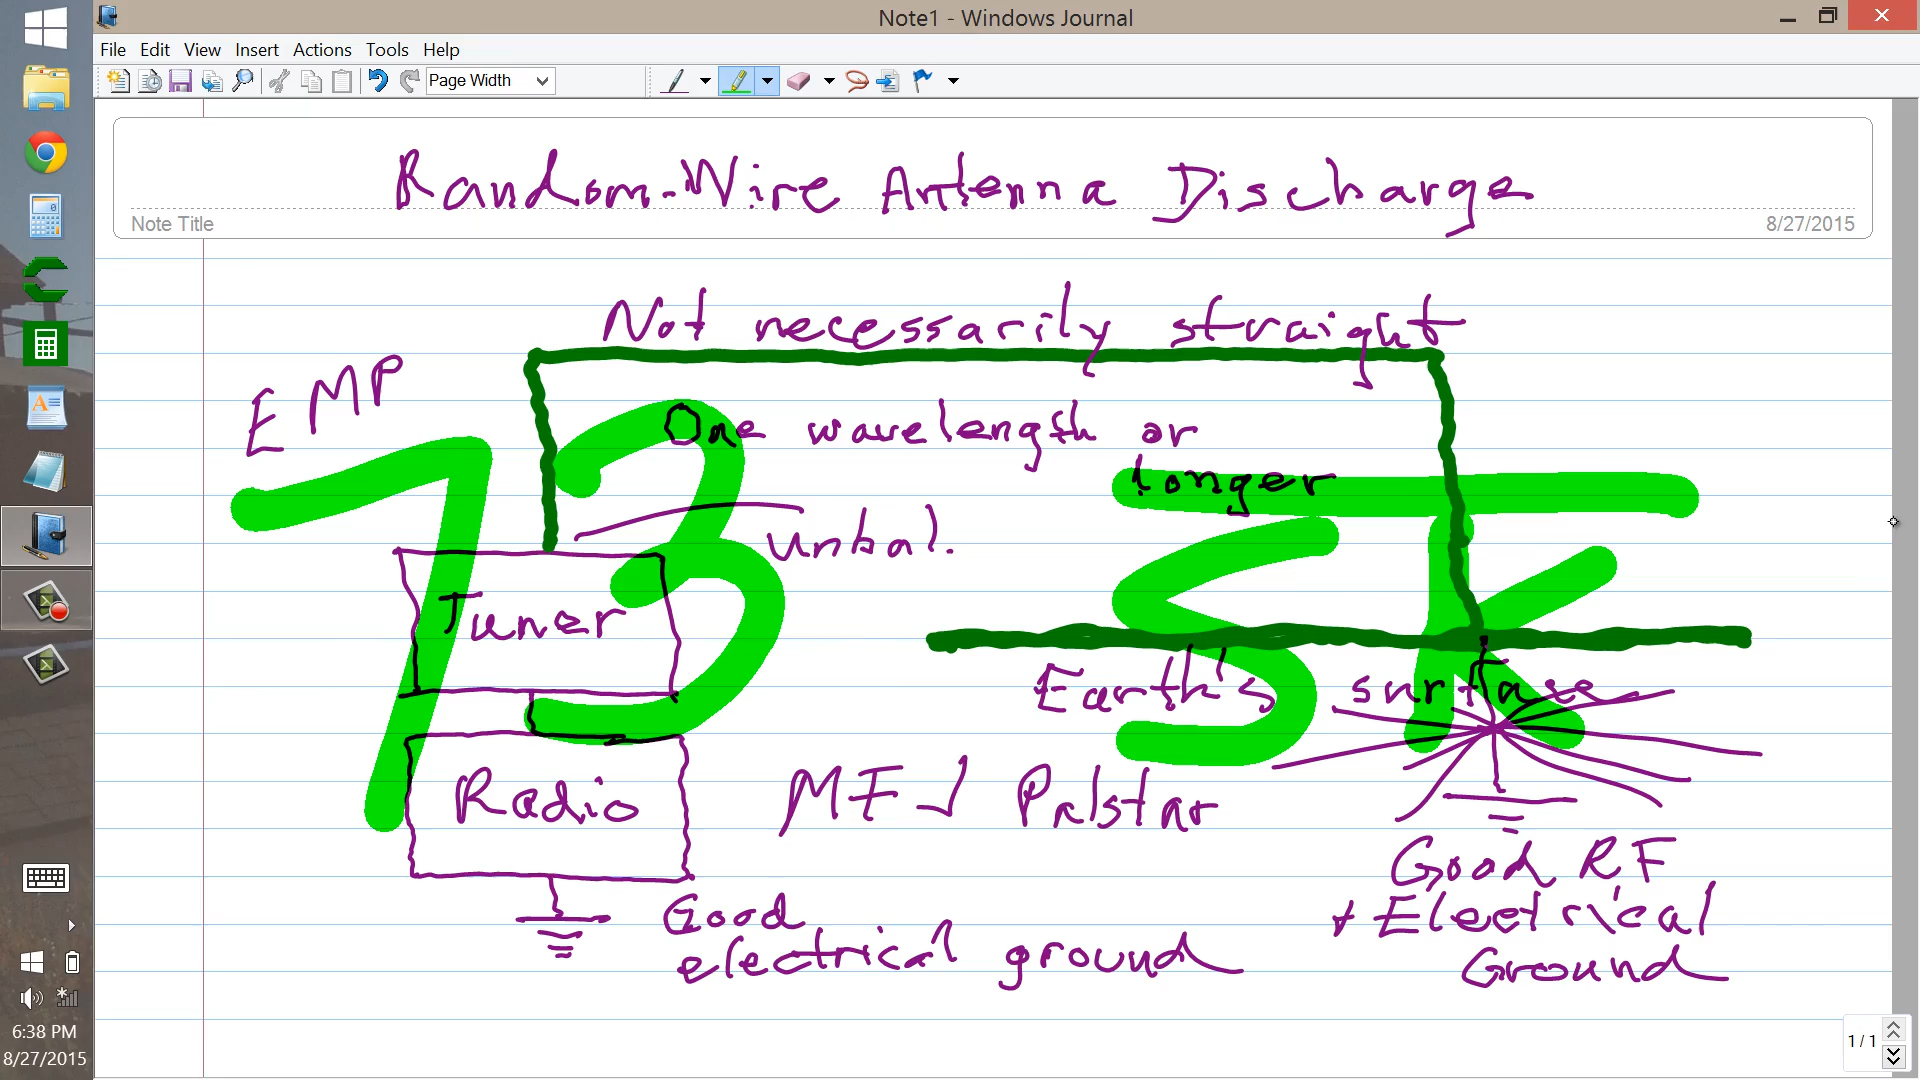 Note1 - Windows Journal
File Edit View Insert Actions Tools Help
Page Width
Random-Wire Antenna Discharge
Note Title
8/27/2015
Not necessarily straight
EMP
One wavelength or
longer
unbal.
73
SK
Tuner
Earth's surface
Radio
MFJ Palstar
Good RF
+ Electrical
Ground
Good
electrical ground
6:38 PM
8/27/2015
1 / 1